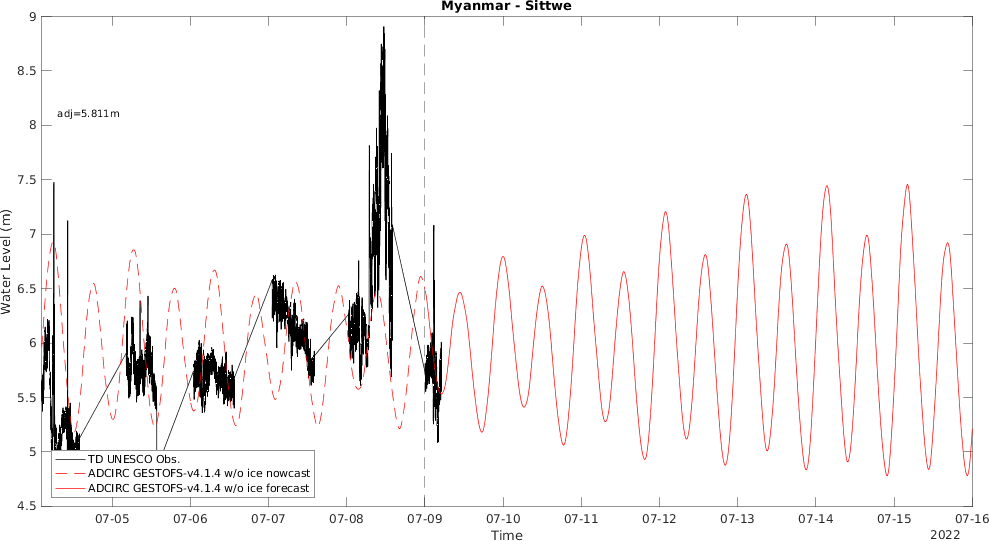 Myanmar - Sittwe
9
8.5
adj=5.811m
8
7.5
7
6.5
6
5.5
5
4.5
Water Level (m)
TD UNESCO Obs.
ADCIRC GESTOFS-v4.1.4 w/o ice nowcast
ADCIRC GESTOFS-v4.1.4 w/o ice forecast
07-05 07-06 07-07 07-08 07-09 07-10 07-11 07-12 07-13 07-14 07-15 07-16
Time
2022